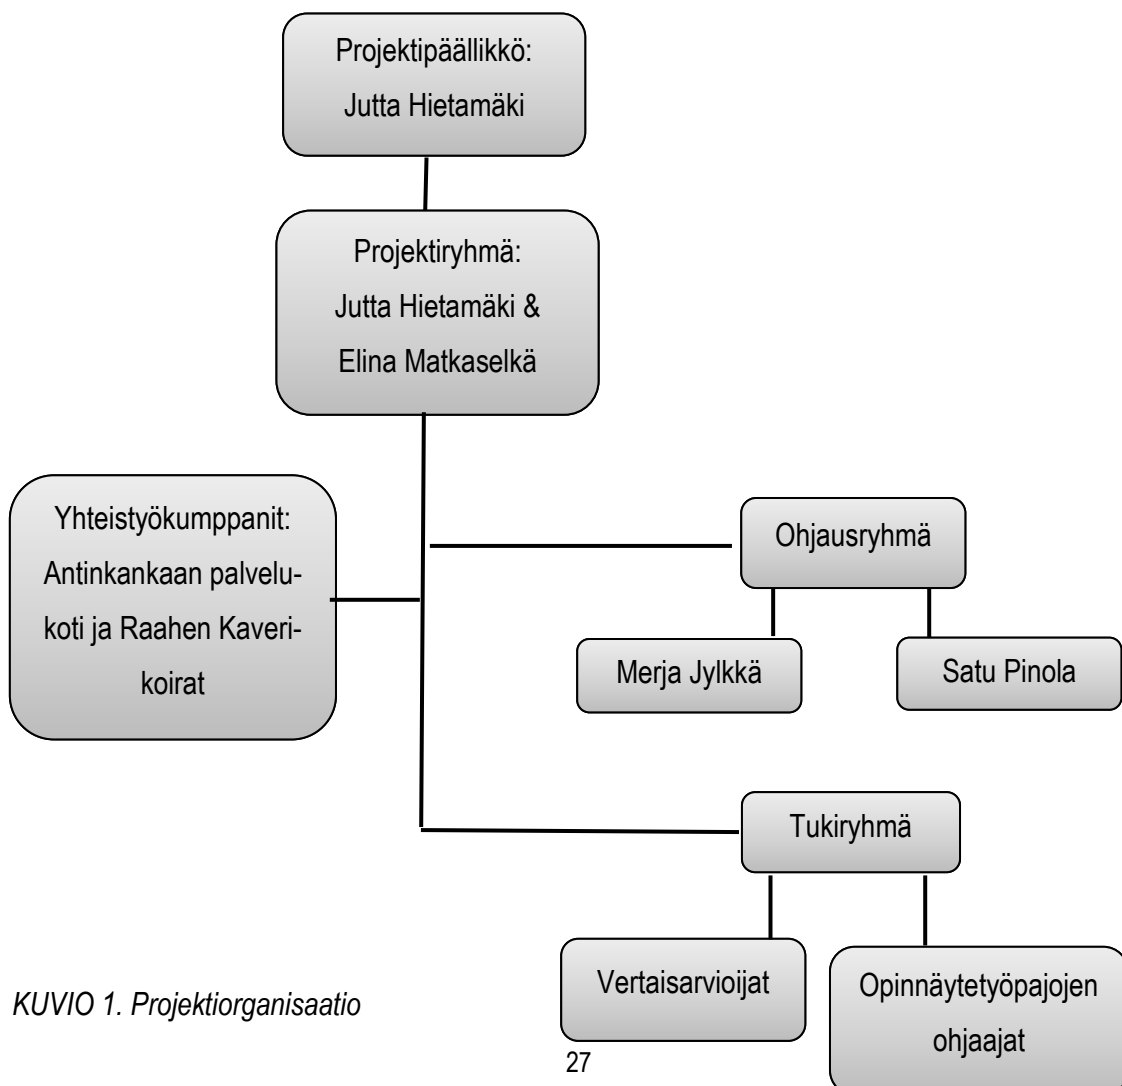 Projektipäällikkö:
Jutta Hietamäki
Projektiryhmä:
Jutta Hietamäki &
Elina Matkaselkä
Yhteistyökumppanit:
Antinkankaan palvelu-
koti ja Raahen Kaveri-
koirat
Ohjausryhmä
Merja Jylkkä
Satu Pinola
Tukiryhmä
Vertaisarvioijat
Opinnäytetyöpajojen
ohjaajat
KUVIO 1. Projektiorganisaatio
27